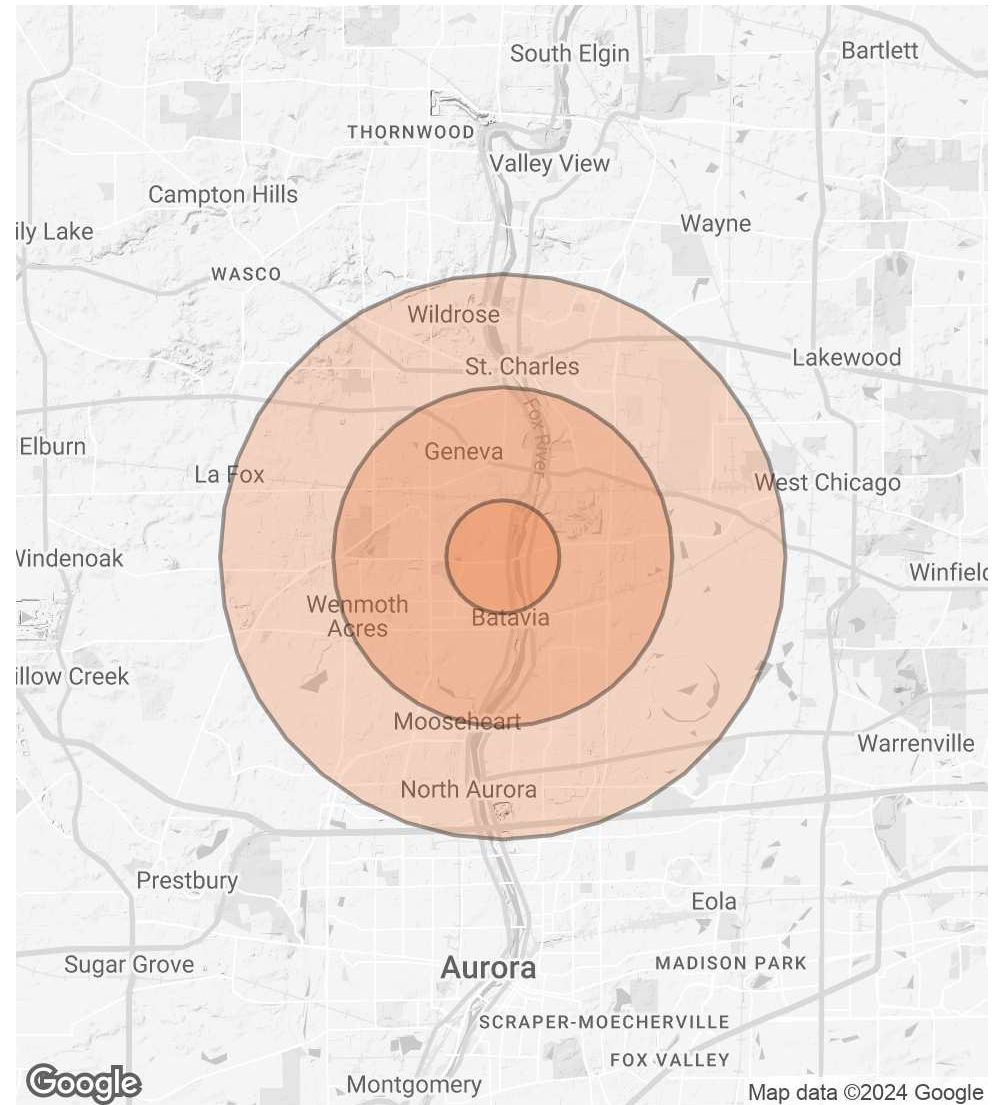 South Elgin
Bartlett
THORNWOOD
Valley View
Campton Hills
ily Lake
Wayne
WASCO
Wildrose
Lakewood
St. Charles
Fox River
Elburn
Geneva
La Fox
West Chicago
Windenoak
Winfield
Wenmoth
Acres
Batavia
illow Creek
Mooseheart
Warrenville
North Aurora
Prestbury
Eola
Sugar Grove
Aurora
MADISON PARK
SCRAPER-MOECHERVILLE
FOX VALLEY
Google
Montgomery
Map data ©2024 Google